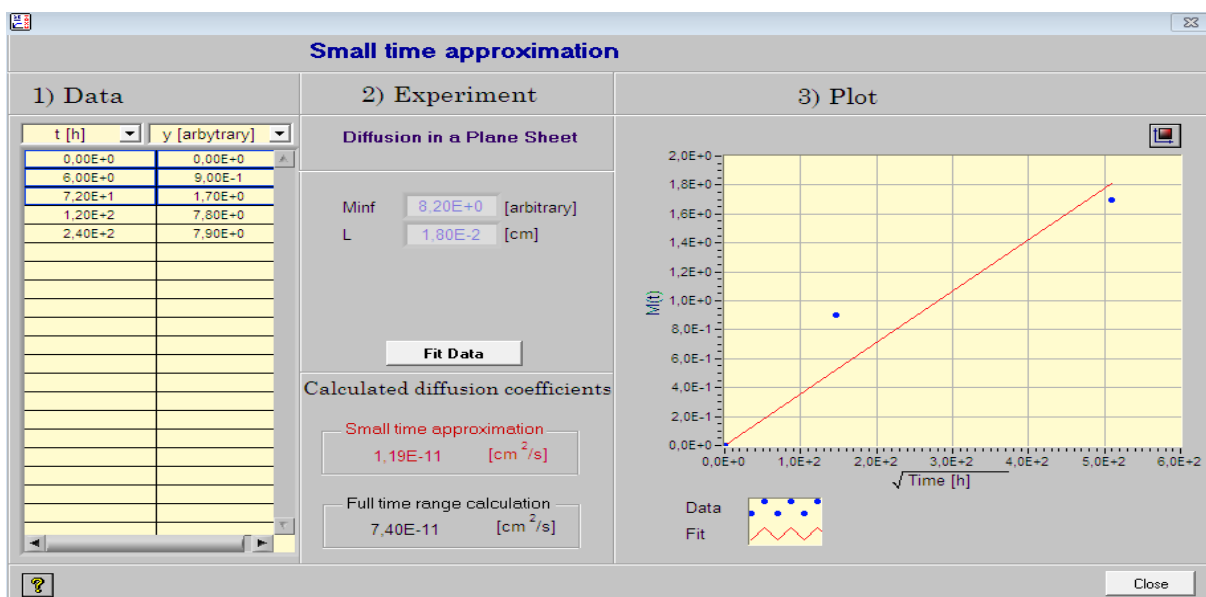 Small time approximation
1) Data
2) Experiment
3) Plot
t [h] y [arbytrary]
0,00E+0 0,00E+0
6,00E+0 9,00E-1
7,20E+1 1,70E+0
1,20E+2 7,80E+0
2,40E+2 7,90E+0
Diffusion in a Plane Sheet
Minf 8,20E+0 [arbitrary]
L 1,80E-2 [cm]
Fit Data
Calculated diffusion coefficients
Small time approximation
1,19E-11 [cm²/s]
Full time range calculation
7,40E-11 [cm²/s]
2,0E+0
1,8E+0
1,6E+0
1,4E+0
1,2E+0
1,0E+0
8,0E-1
6,0E-1
4,0E-1
2,0E-1
0,0E+0
M(t)
0,0E+0 1,0E+2 2,0E+2 3,0E+2 4,0E+2 5,0E+2 6,0E+2
√Time [h]
Data
Fit
?
Close